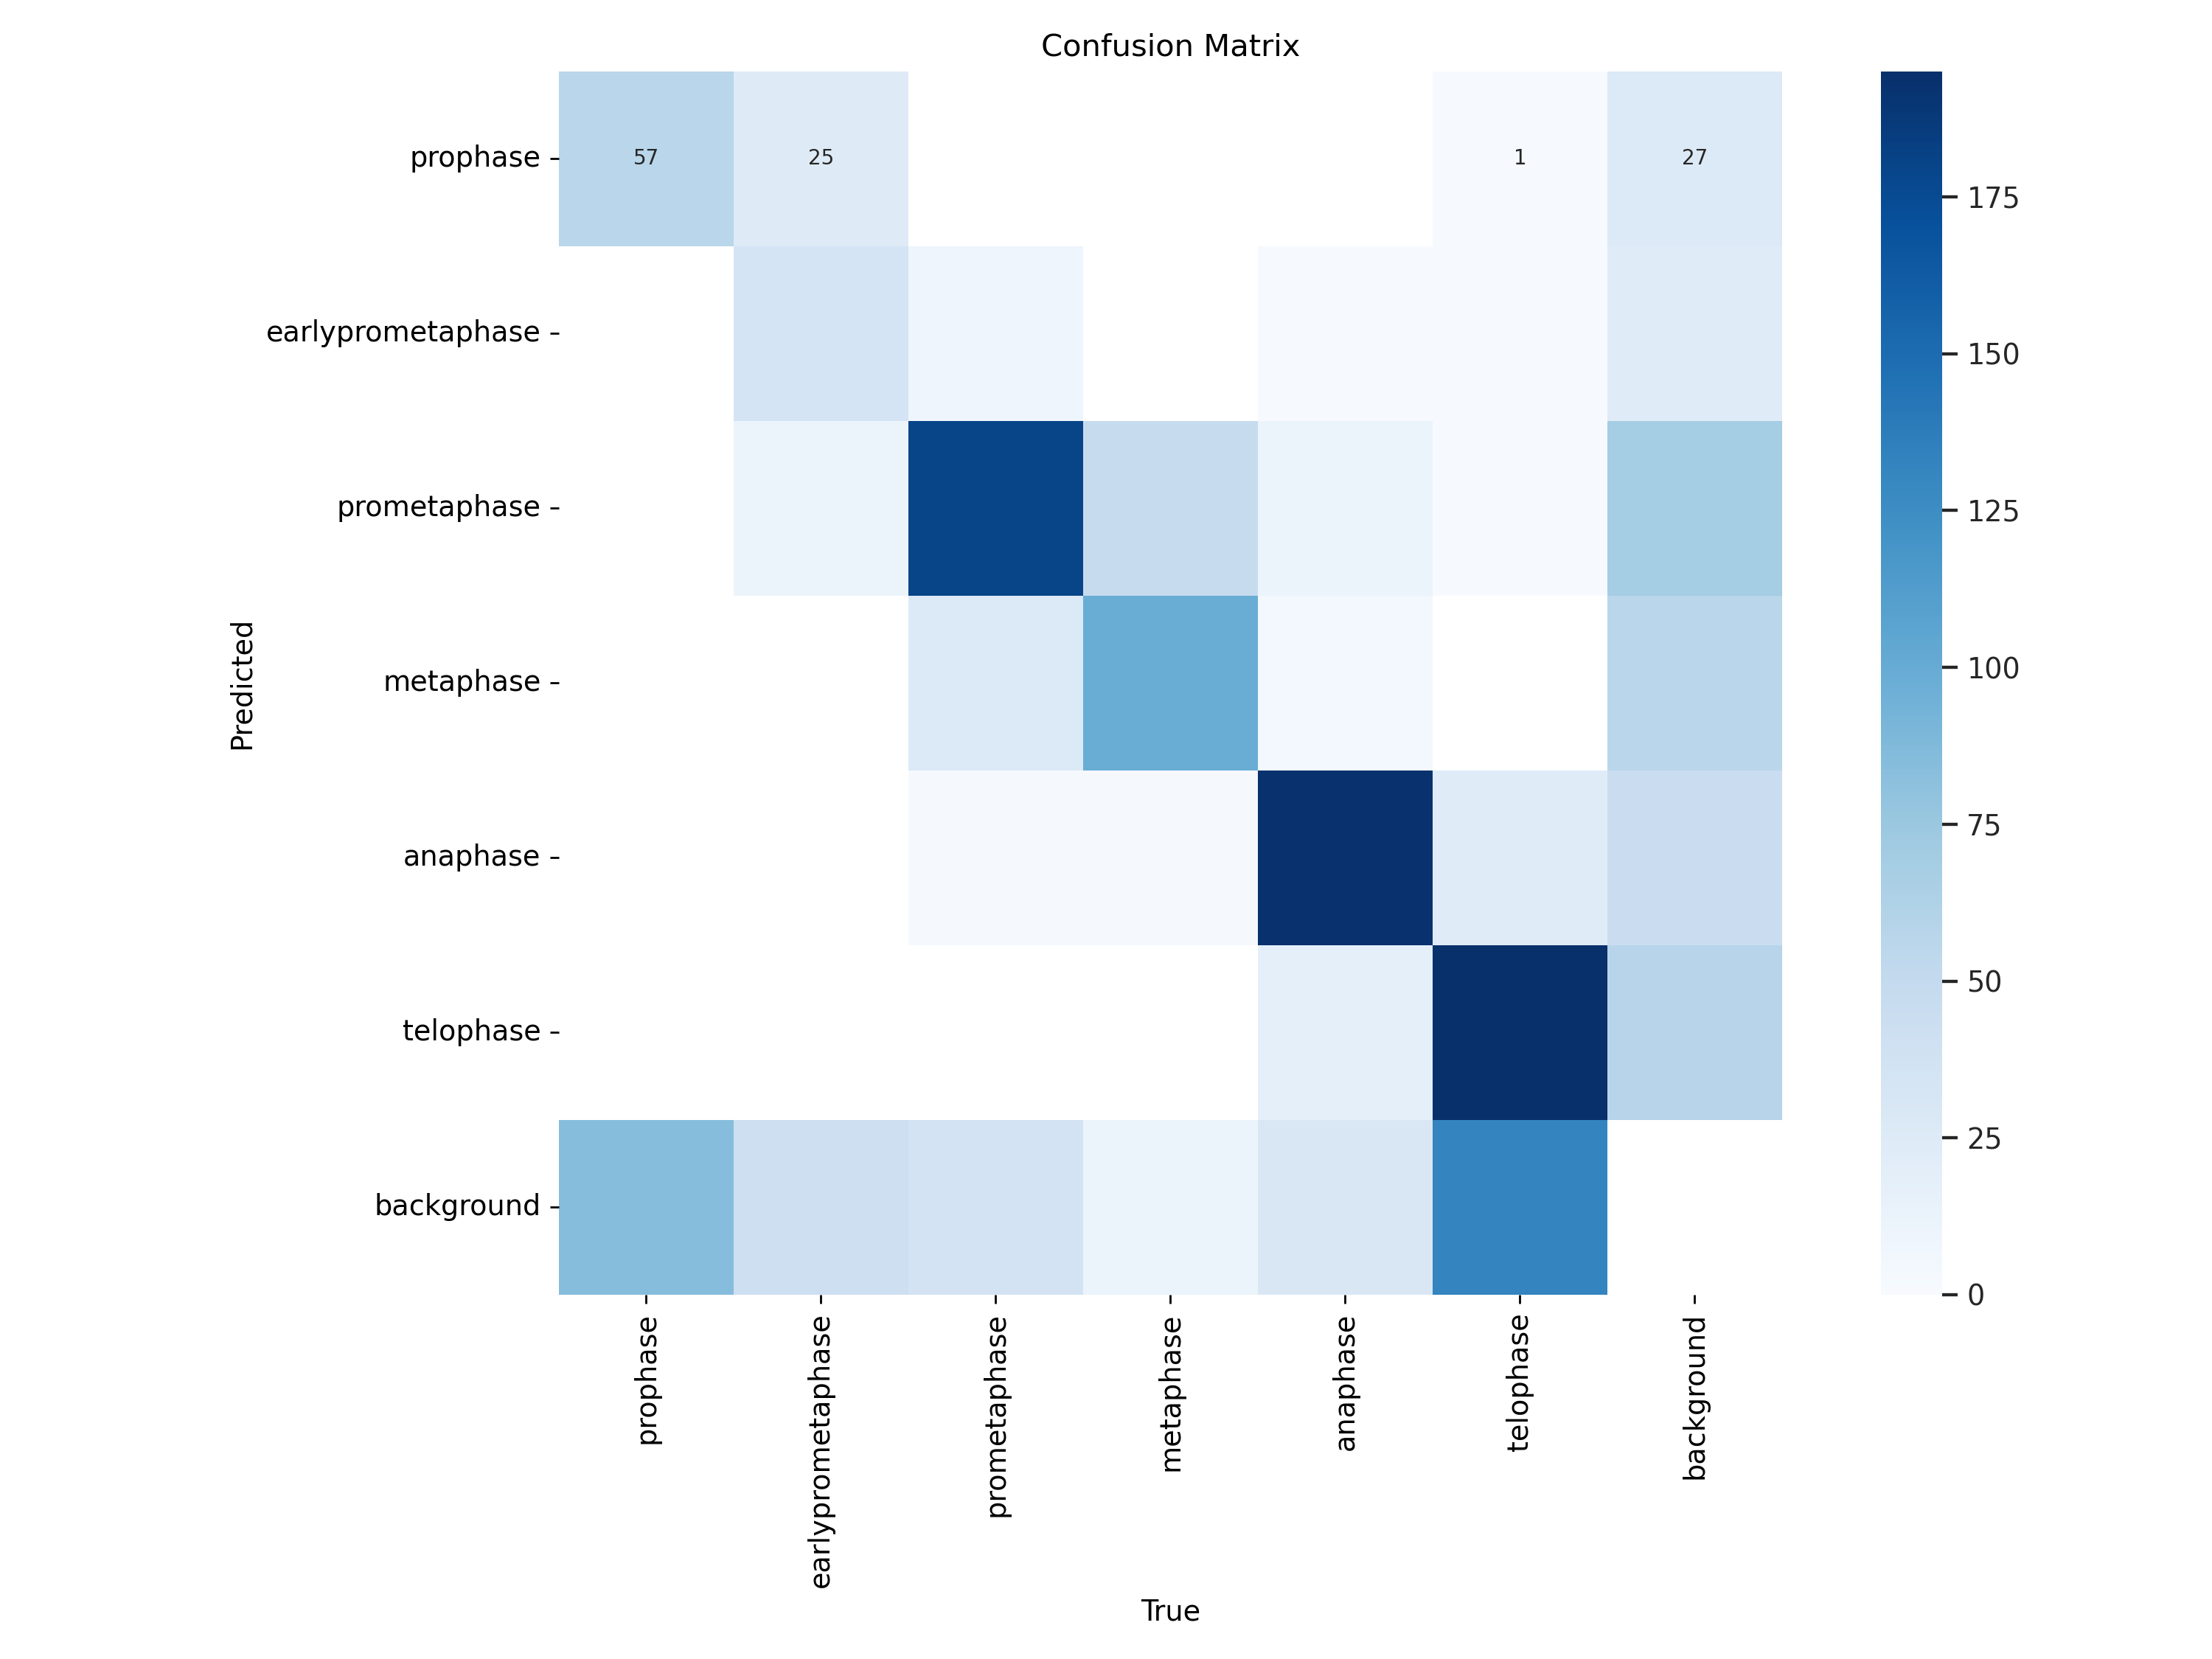 Confusion Matrix
prophase
57 25 1 27
earlyprometaphase
prometaphase
metaphase
anaphase
telophase
background
Predicted
prophase
earlyprometaphase
prometaphase
metaphase
anaphase
telophase
background
True
175
150
125
100
75
50
25
0